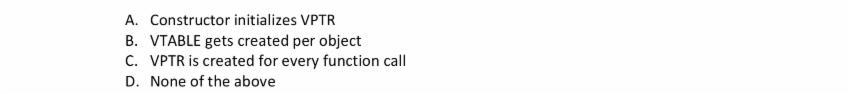 A. Constructor initializes VPTR
B. VTABLE gets created per object
C. VPTR is created for every function call
D. None of the above